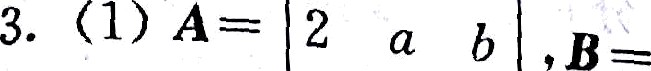 3. (1) A= |2 a b| , B=